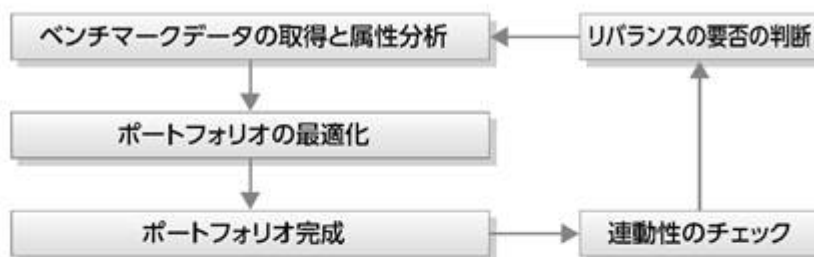 ベンチマークデータの取得と属性分析
リバランスの要否の判断
ポートフォリオの最適化
ポートフォリオ完成
連動性のチェック